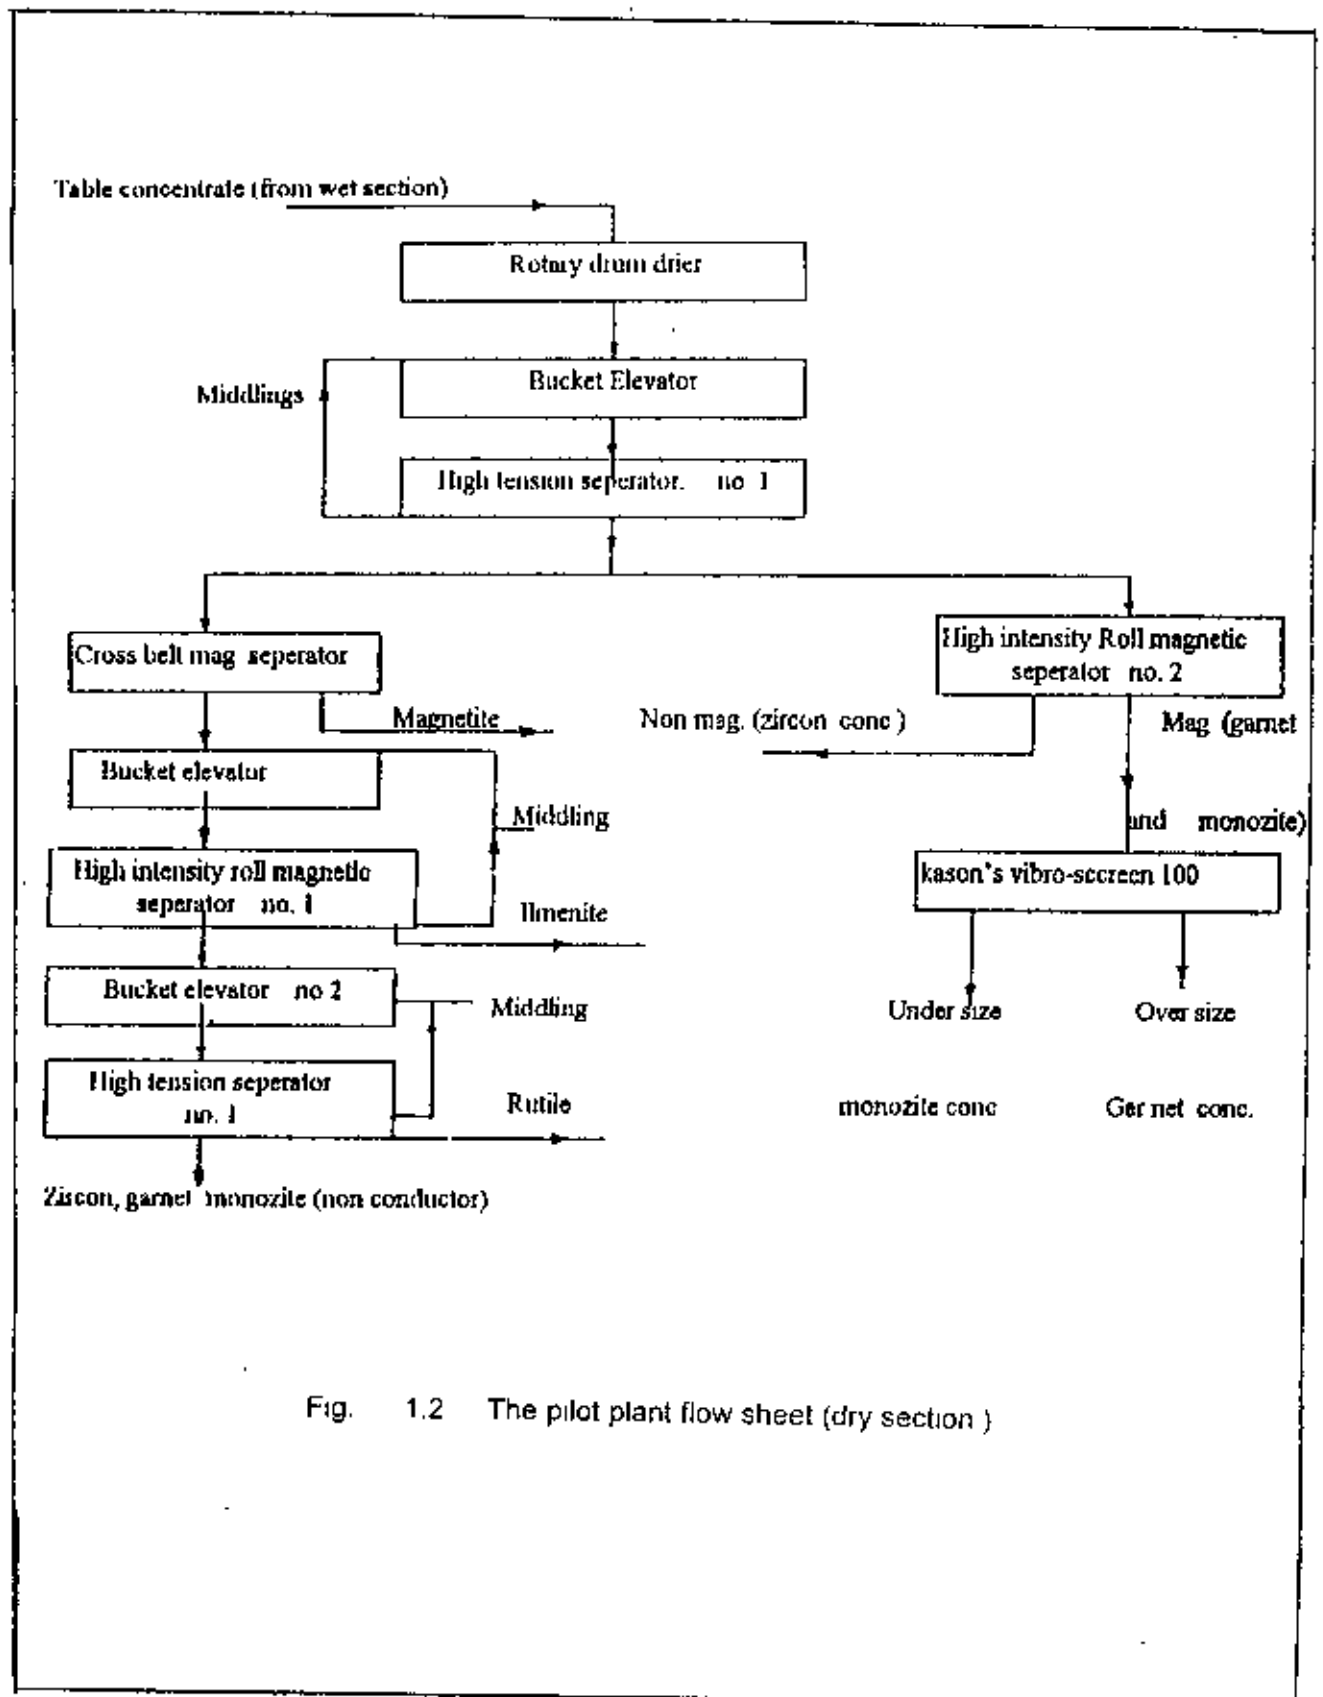 Table concentrate (from wet section)
Rotary drum drier
Bucket Elevator
Middlings
High tension seperator. no 1
Cross belt mag seperator
High intensity Roll magnetic
seperator no. 2
Magnetite
Non mag. (zircon conc )
Mag (garnet
and monozite)
Bucket elevator
Middling
High intensity roll magnetic
seperator no. 1
Ilmenite
kason's vibro-sccreen 100
Bucket elevator no 2
Middling
Under size
Over size
High tension seperator
no. 1
Rutile
monozite conc
Ger net conc.
Zircon, garnet monozite (non conductor)
Fig. 1.2 The pilot plant flow sheet (dry section )